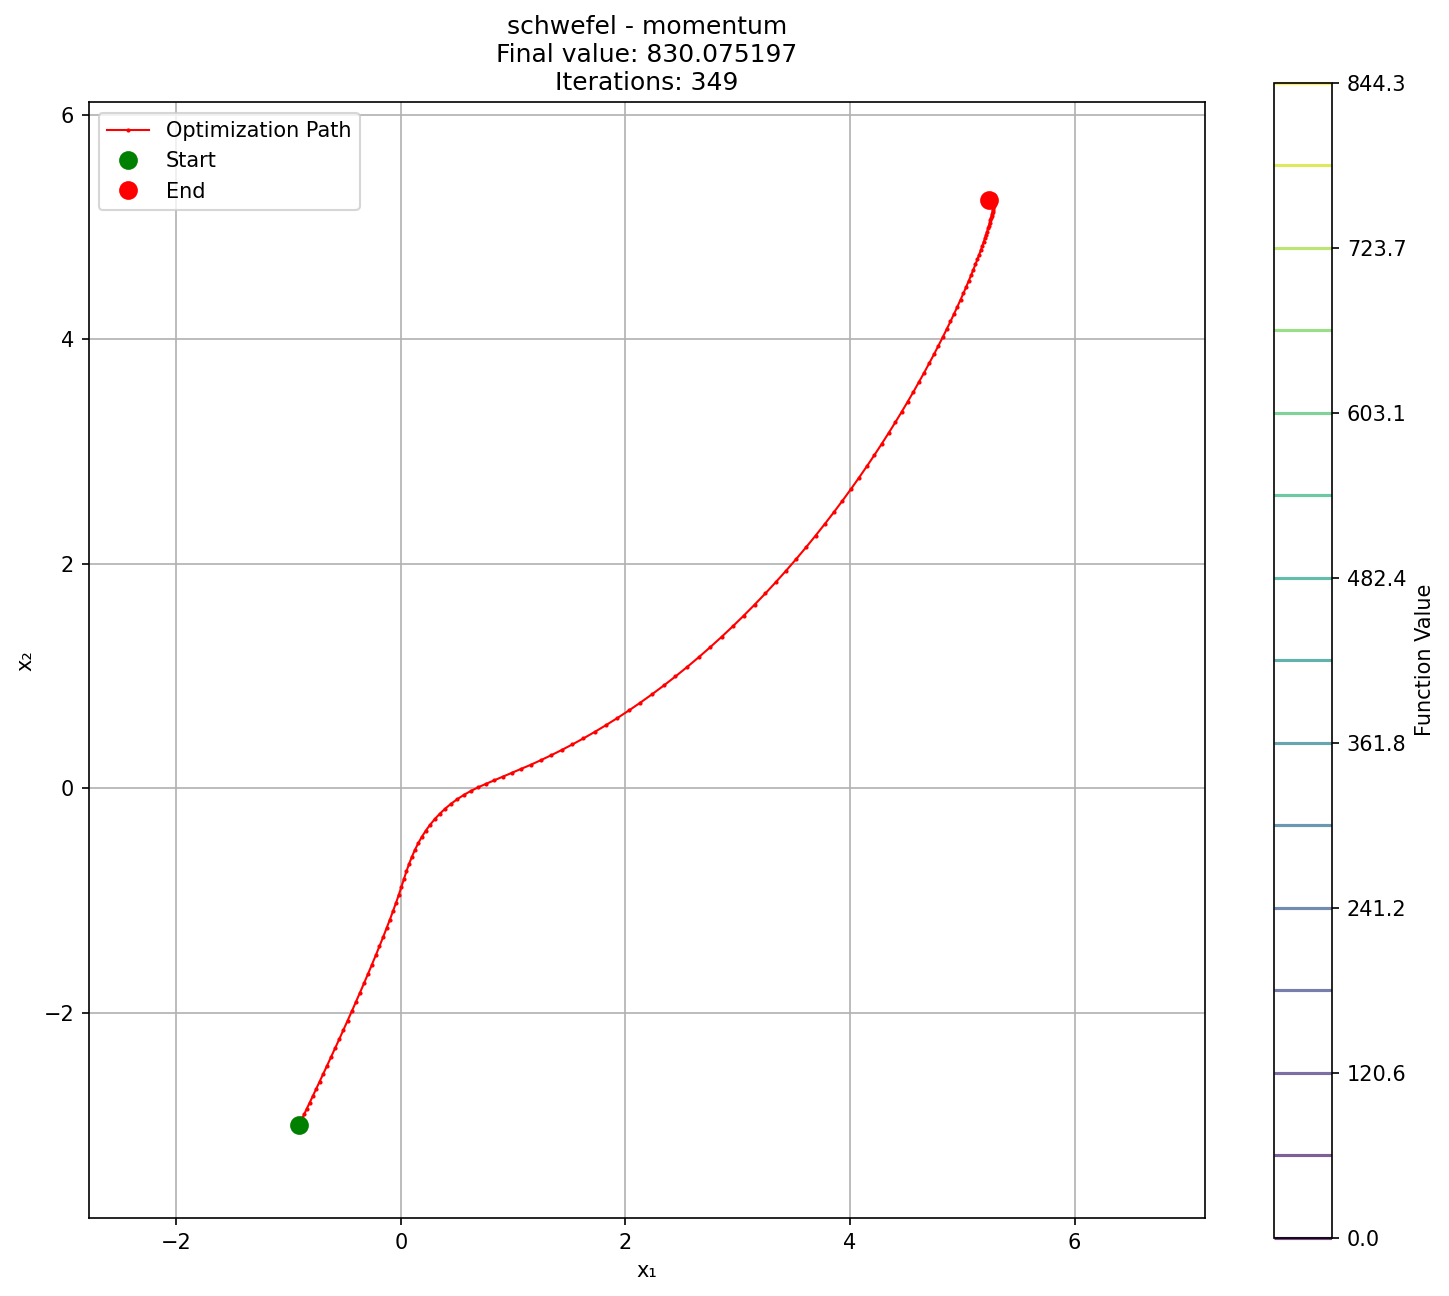 schwefel - momentum
Final value: 830.075197
Iterations: 349
Optimization Path
Start
End
6
4
2
0
−2
x₂
−2
0
2
4
6
x₁
844.3
723.7
603.1
482.4
361.8
241.2
120.6
0.0
Function Value